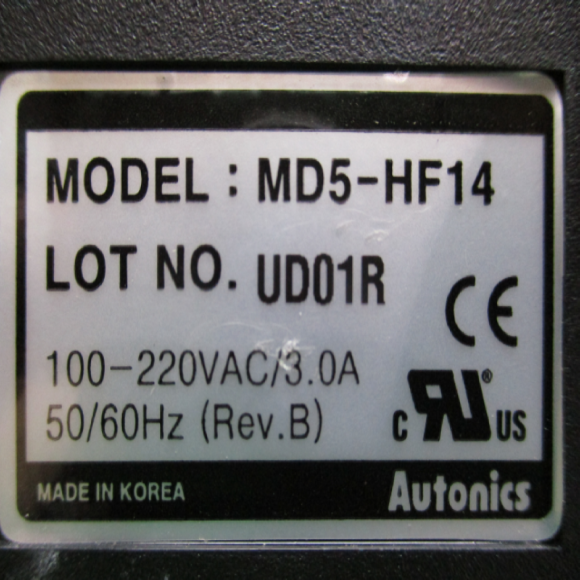 MODEL : MD5-HF14
LOT NO. UD01R
CE
100-220VAC/3.0A
50/60Hz (Rev.B)
c RU® US
MADE IN KOREA
Autonics